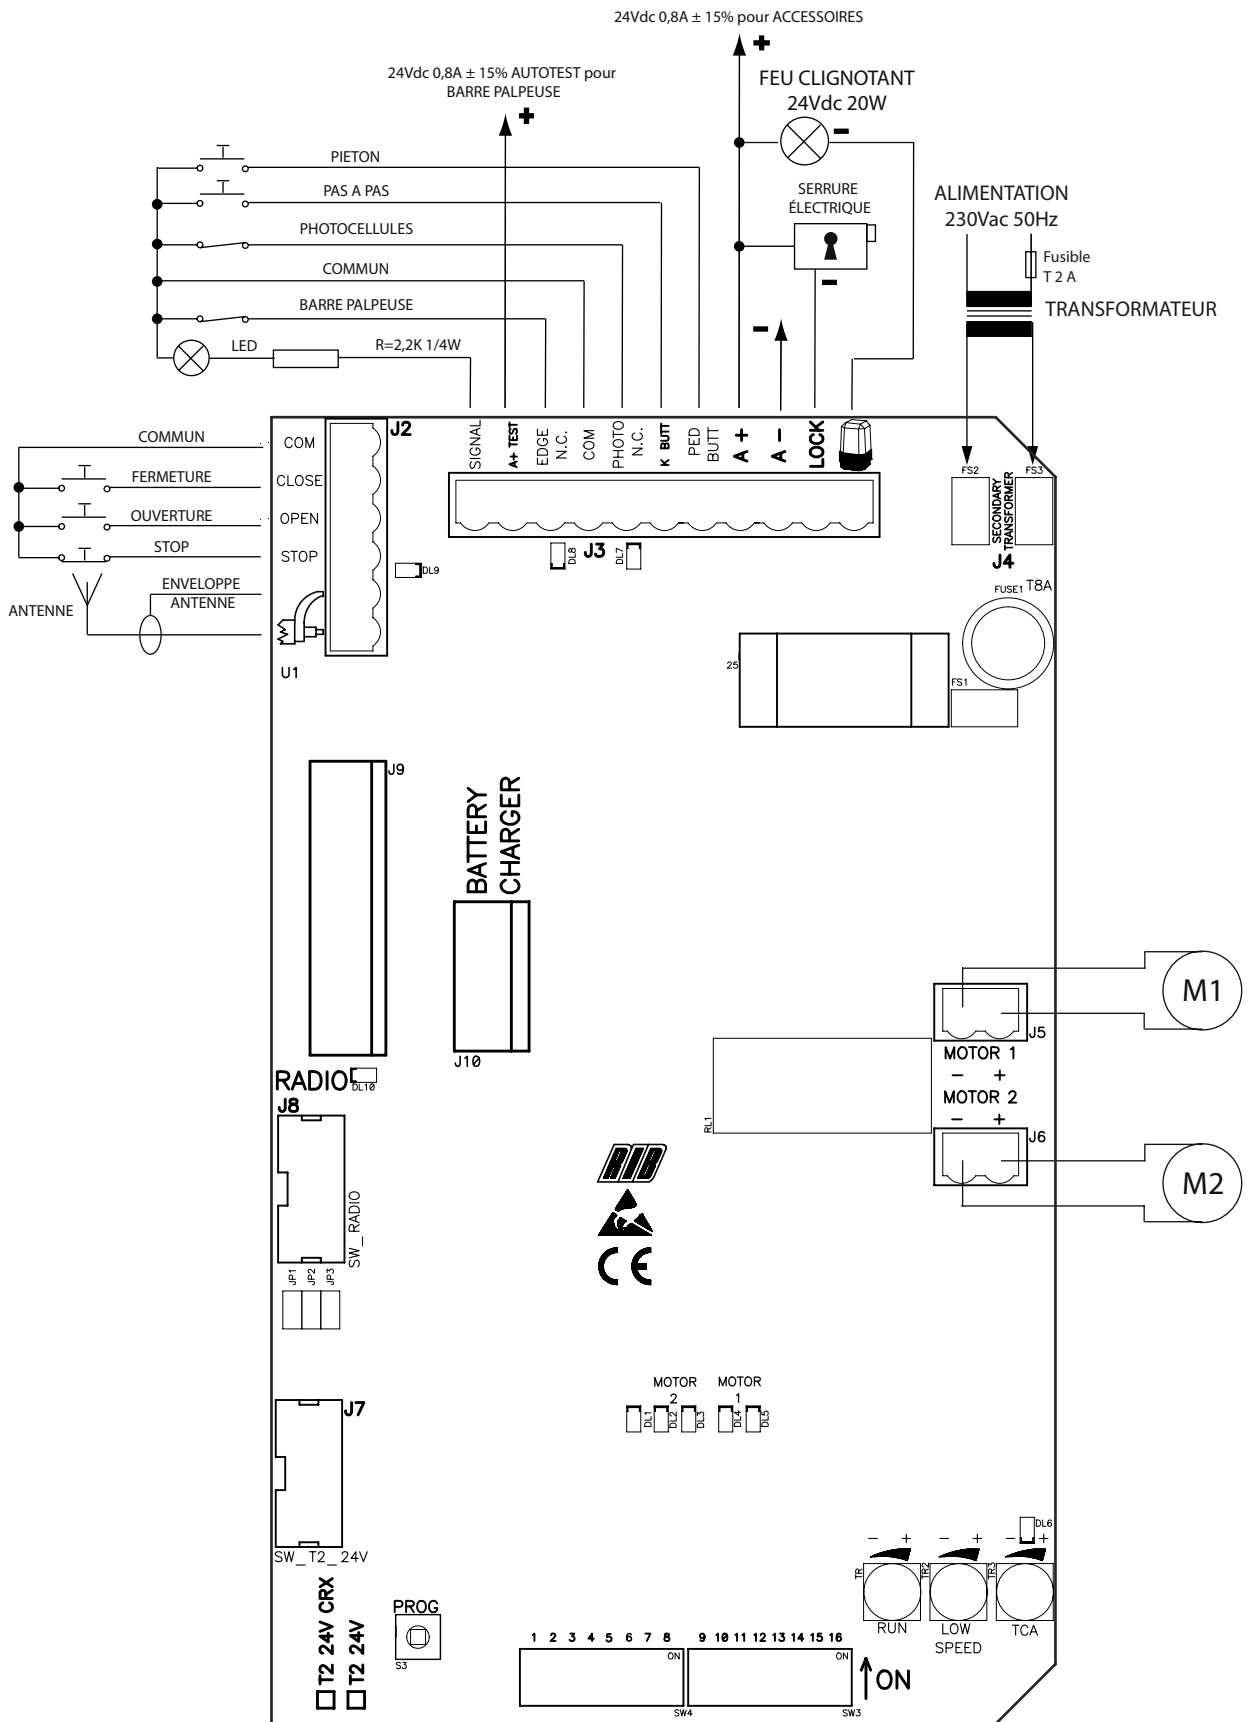 24Vdc 0,8A ± 15% pour ACCESSOIRES
+
24Vdc 0,8A ± 15% AUTOTEST pour
BARRE PALPEUSE
+
FEU CLIGNOTANT
24Vdc 20W
-
PIETON
PAS A PAS
PHOTOCELLULES
COMMUN
BARRE PALPEUSE
LED
R=2,2K 1/4W
SERRURE
ÉLECTRIQUE
-
-
ALIMENTATION
230Vac 50Hz
Fusible
T 2 A
TRANSFORMATEUR
COMMUN
FERMETURE
OUVERTURE
STOP
ENVELOPPE
ANTENNE
ANTENNE
COM
CLOSE
OPEN
STOP
U1
J2
DL9
SIGNAL
A+ TEST
EDGE
N.C.
COM
PHOTO
N.C.
K BUTT
PED
BUTT
A +
A -
LOCK
J3
DL8
DL7
FS2
SECONDARY
TRANSFORMER
FS3
J4
FUSE1 T8A
25
FS1
J9
BATTERY
CHARGER
J10
RADIO
DL10
J8
SW_RADIO
JP1
JP2
JP3
M1
J5
MOTOR 1
- +
MOTOR 2
- +
J6
M2
RL1
RIB
CE
MOTOR
2
MOTOR
1
DL1
DL2
DL3
DL4
DL5
J7
SW_T2_24V
T2 24V CRX
T2 24V
PROG
S3
DL6
- +
- +
- +
TR
TR2
TR3
RUN
LOW
SPEED
TCA
1 2 3 4 5 6 7 8
9 10 11 12 13 14 15 16
ON
ON
SW4
SW3
ON